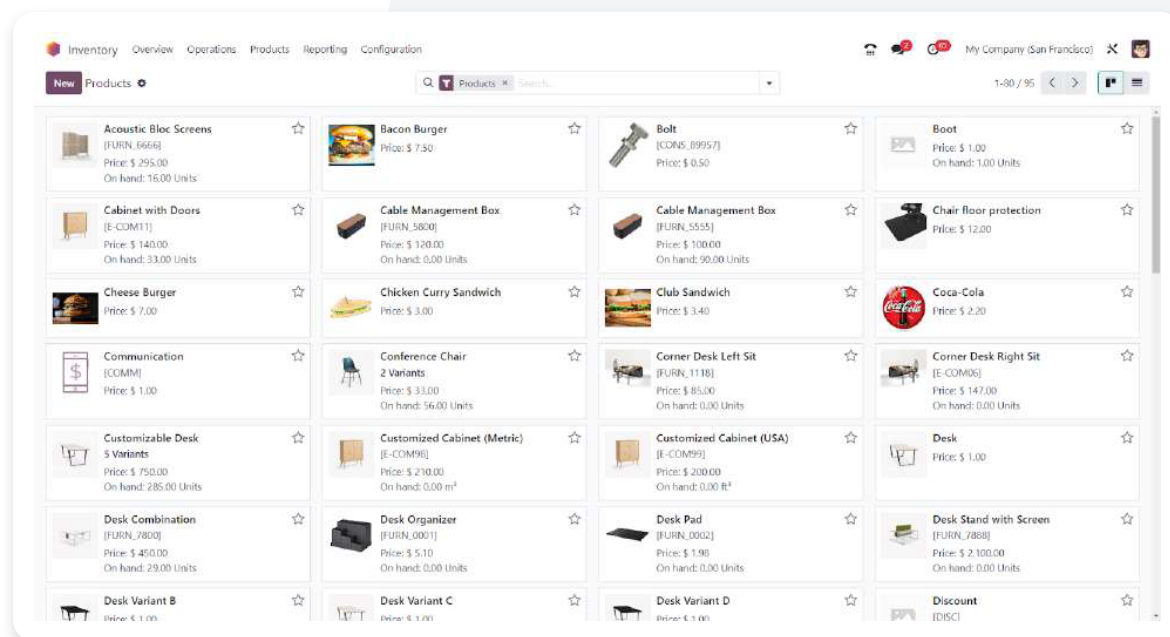 Inventory Overview Operations Products Reporting Configuration 2 My Company (San Francisco)
New Products Products × Search... 1-80 / 95
Acoustic Bloc Screens
[FURN_6666]
Price: $ 295.00
On hand: 16.00 Units
Bacon Burger
Price: $ 7.50
Bolt
[CONS_89957]
Price: $ 0.50
Boot
Price: $ 1.00
On hand: 1.00 Units
Cabinet with Doors
[E-COM11]
Price: $ 140.00
On hand: 33.00 Units
Cable Management Box
[FURN_5800]
Price: $ 120.00
On hand: 0.00 Units
Cable Management Box
[FURN_5555]
Price: $ 100.00
On hand: 90.00 Units
Chair floor protection
Price: $ 12.00
Cheese Burger
Price: $ 7.00
Chicken Curry Sandwich
Price: $ 3.00
Club Sandwich
Price: $ 3.40
Coca-Cola
Coca-Cola
Price: $ 2.20
Communication
[COMM]
Price: $ 1.00
Conference Chair
2 Variants
Price: $ 33.00
On hand: 56.00 Units
Corner Desk Left Sit
[FURN_1118]
Price: $ 85.00
On hand: 0.00 Units
Corner Desk Right Sit
[E-COM06]
Price: $ 147.00
On hand: 0.00 Units
Customizable Desk
5 Variants
Price: $ 750.00
On hand: 285.00 Units
Customized Cabinet (Metric)
[E-COM98]
Price: $ 210.00
On hand: 0.00 m³
Customized Cabinet (USA)
[E-COM99]
Price: $ 200.00
On hand: 0.00 ft³
Desk
Price: $ 1.00
Desk Combination
[FURN_7800]
Price: $ 450.00
On hand: 29.00 Units
Desk Organizer
[FURN_0001]
Price: $ 5.10
On hand: 0.00 Units
Desk Pad
[FURN_0002]
Price: $ 1.98
On hand: 0.00 Units
Desk Stand with Screen
[FURN_7888]
Price: $ 2,100.00
On hand: 0.00 Units
Desk Variant B
Price: $ 1.00
Desk Variant C
Price: $ 1.00
Desk Variant D
Price: $ 1.00
Discount
[DISC]